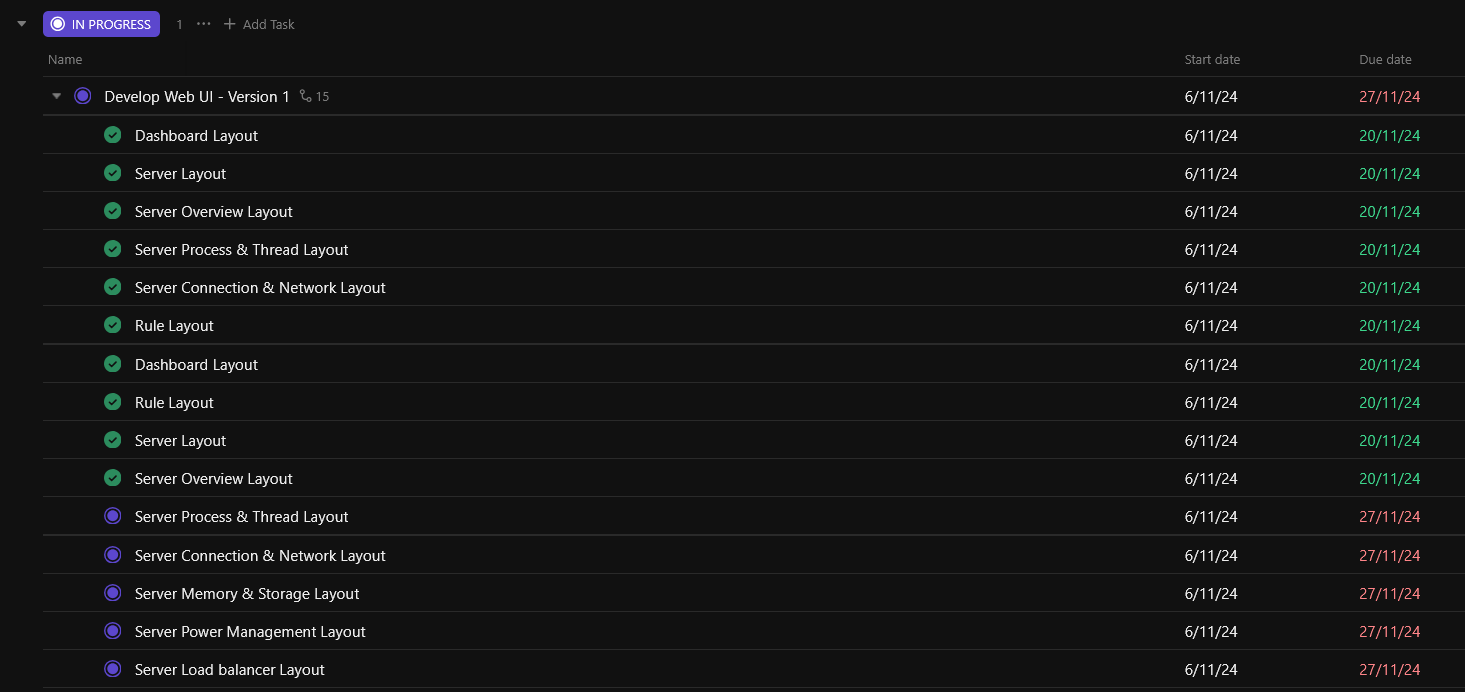 IN PROGRESS 1 ... + Add Task
Name Start date Due date
Develop Web UI - Version 1 15 6/11/24 27/11/24
Dashboard Layout 6/11/24 20/11/24
Server Layout 6/11/24 20/11/24
Server Overview Layout 6/11/24 20/11/24
Server Process & Thread Layout 6/11/24 20/11/24
Server Connection & Network Layout 6/11/24 20/11/24
Rule Layout 6/11/24 20/11/24
Dashboard Layout 6/11/24 20/11/24
Rule Layout 6/11/24 20/11/24
Server Layout 6/11/24 20/11/24
Server Overview Layout 6/11/24 20/11/24
Server Process & Thread Layout 6/11/24 27/11/24
Server Connection & Network Layout 6/11/24 27/11/24
Server Memory & Storage Layout 6/11/24 27/11/24
Server Power Management Layout 6/11/24 27/11/24
Server Load balancer Layout 6/11/24 27/11/24